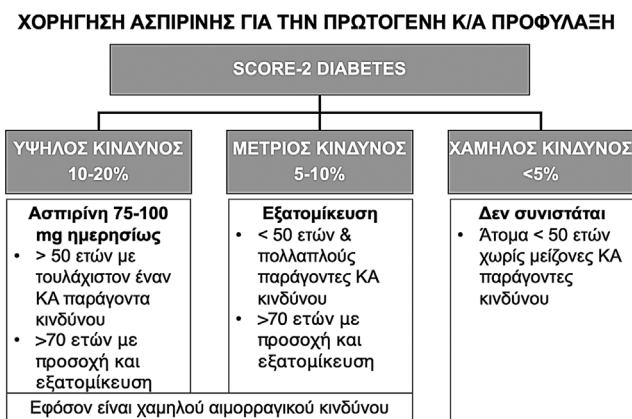 ΧΟΡΗΓΗΣΗ ΑΣΠΙΡΙΝΗΣ ΓΙΑ ΤΗΝ ΠΡΩΤΟΓΕΝΗ Κ/Α ΠΡΟΦΥΛΑΞΗ
SCORE-2 DIABETES
ΥΨΗΛΟΣ ΚΙΝΔΥΝΟΣ
10-20%
Ασπιρίνη 75-100
mg ημερησίως
• > 50 ετών με
τουλάχιστον έναν
ΚΑ παράγοντα
κινδύνου
• >70 ετών με
προσοχή και
εξατομίκευση
ΜΕΤΡΙΟΣ ΚΙΝΔΥΝΟΣ
5-10%
Εξατομίκευση
• < 50 ετών &
πολλαπλούς
παράγοντες ΚΑ
κινδύνου
• >70 ετών με
προσοχή και
εξατομίκευση
Εφόσον είναι χαμηλού αιμορραγικού κινδύνου
ΧΑΜΗΛΟΣ ΚΙΝΔΥΝΟΣ
<5%
Δεν συνιστάται
• Άτομα < 50 ετών
χωρίς μείζονες ΚΑ
παράγοντες
κινδύνου